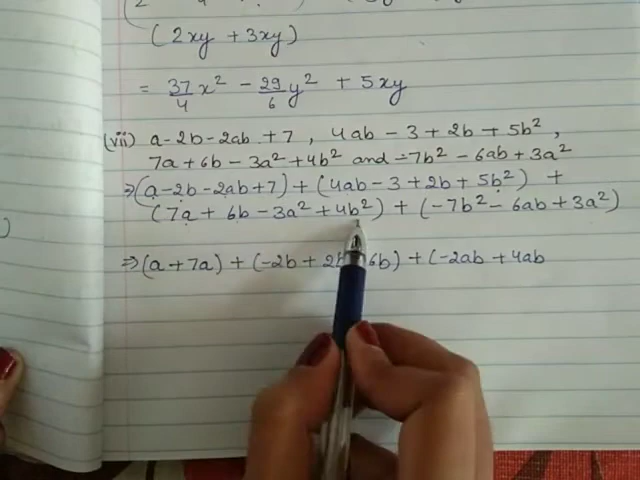 (2xy + 3xy)
= 37/4 x² - 29/6 y² + 5xy
(vii) a-2b-2ab+7, 4ab-3+2b+5b²,
7a+6b-3a²+4b² and -7b²-6ab+3a²
⇒(a-2b-2ab+7)+(4ab-3+2b+5b²) +
(7a+6b-3a²+4b²)+(-7b²-6ab+3a²)
⇒(a+7a)+(-2b+2b 6b)+(-2ab+4ab
)